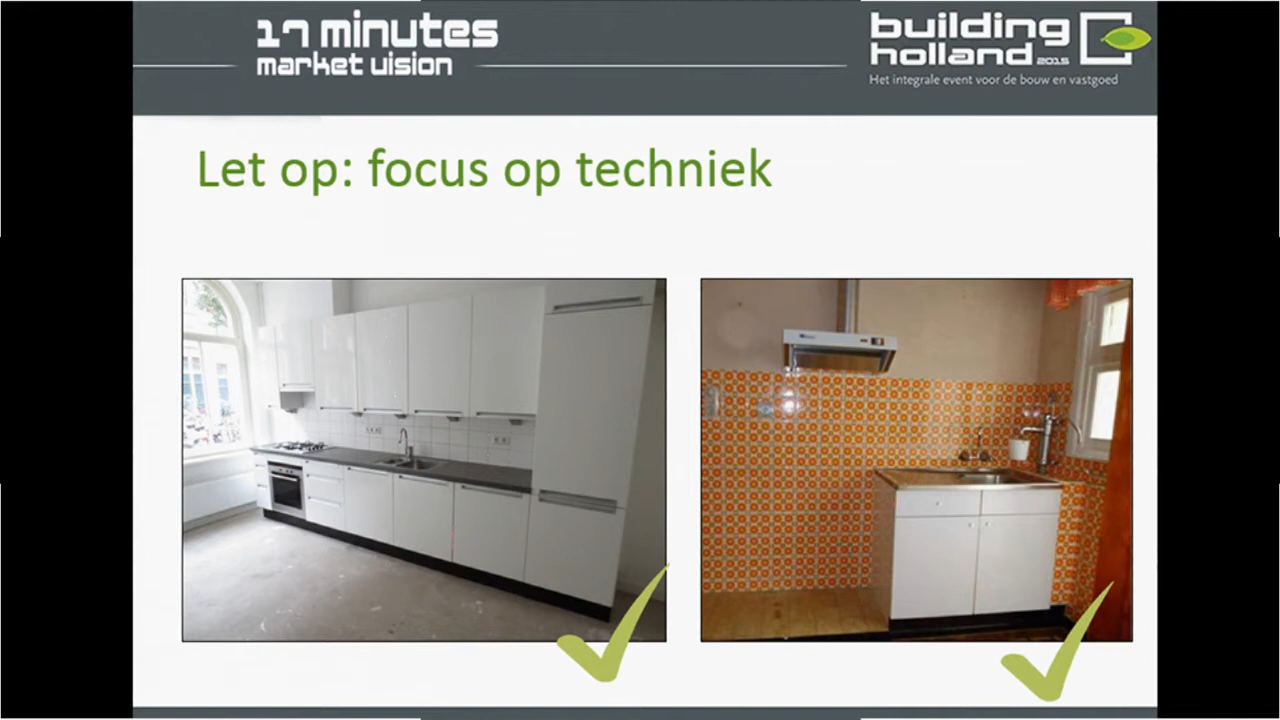 17 minutes
market vision
building
holland 2015
Het integrale event voor de bouw en vastgoed
Let op: focus op techniek